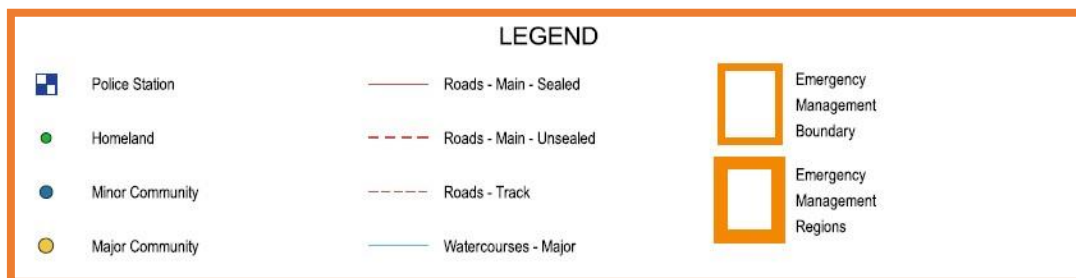 LEGEND
Police Station
Homeland
Minor Community
Major Community
Roads - Main - Sealed
Roads - Main - Unsealed
Roads - Track
Watercourses - Major
Emergency
Management
Boundary
Emergency
Management
Regions